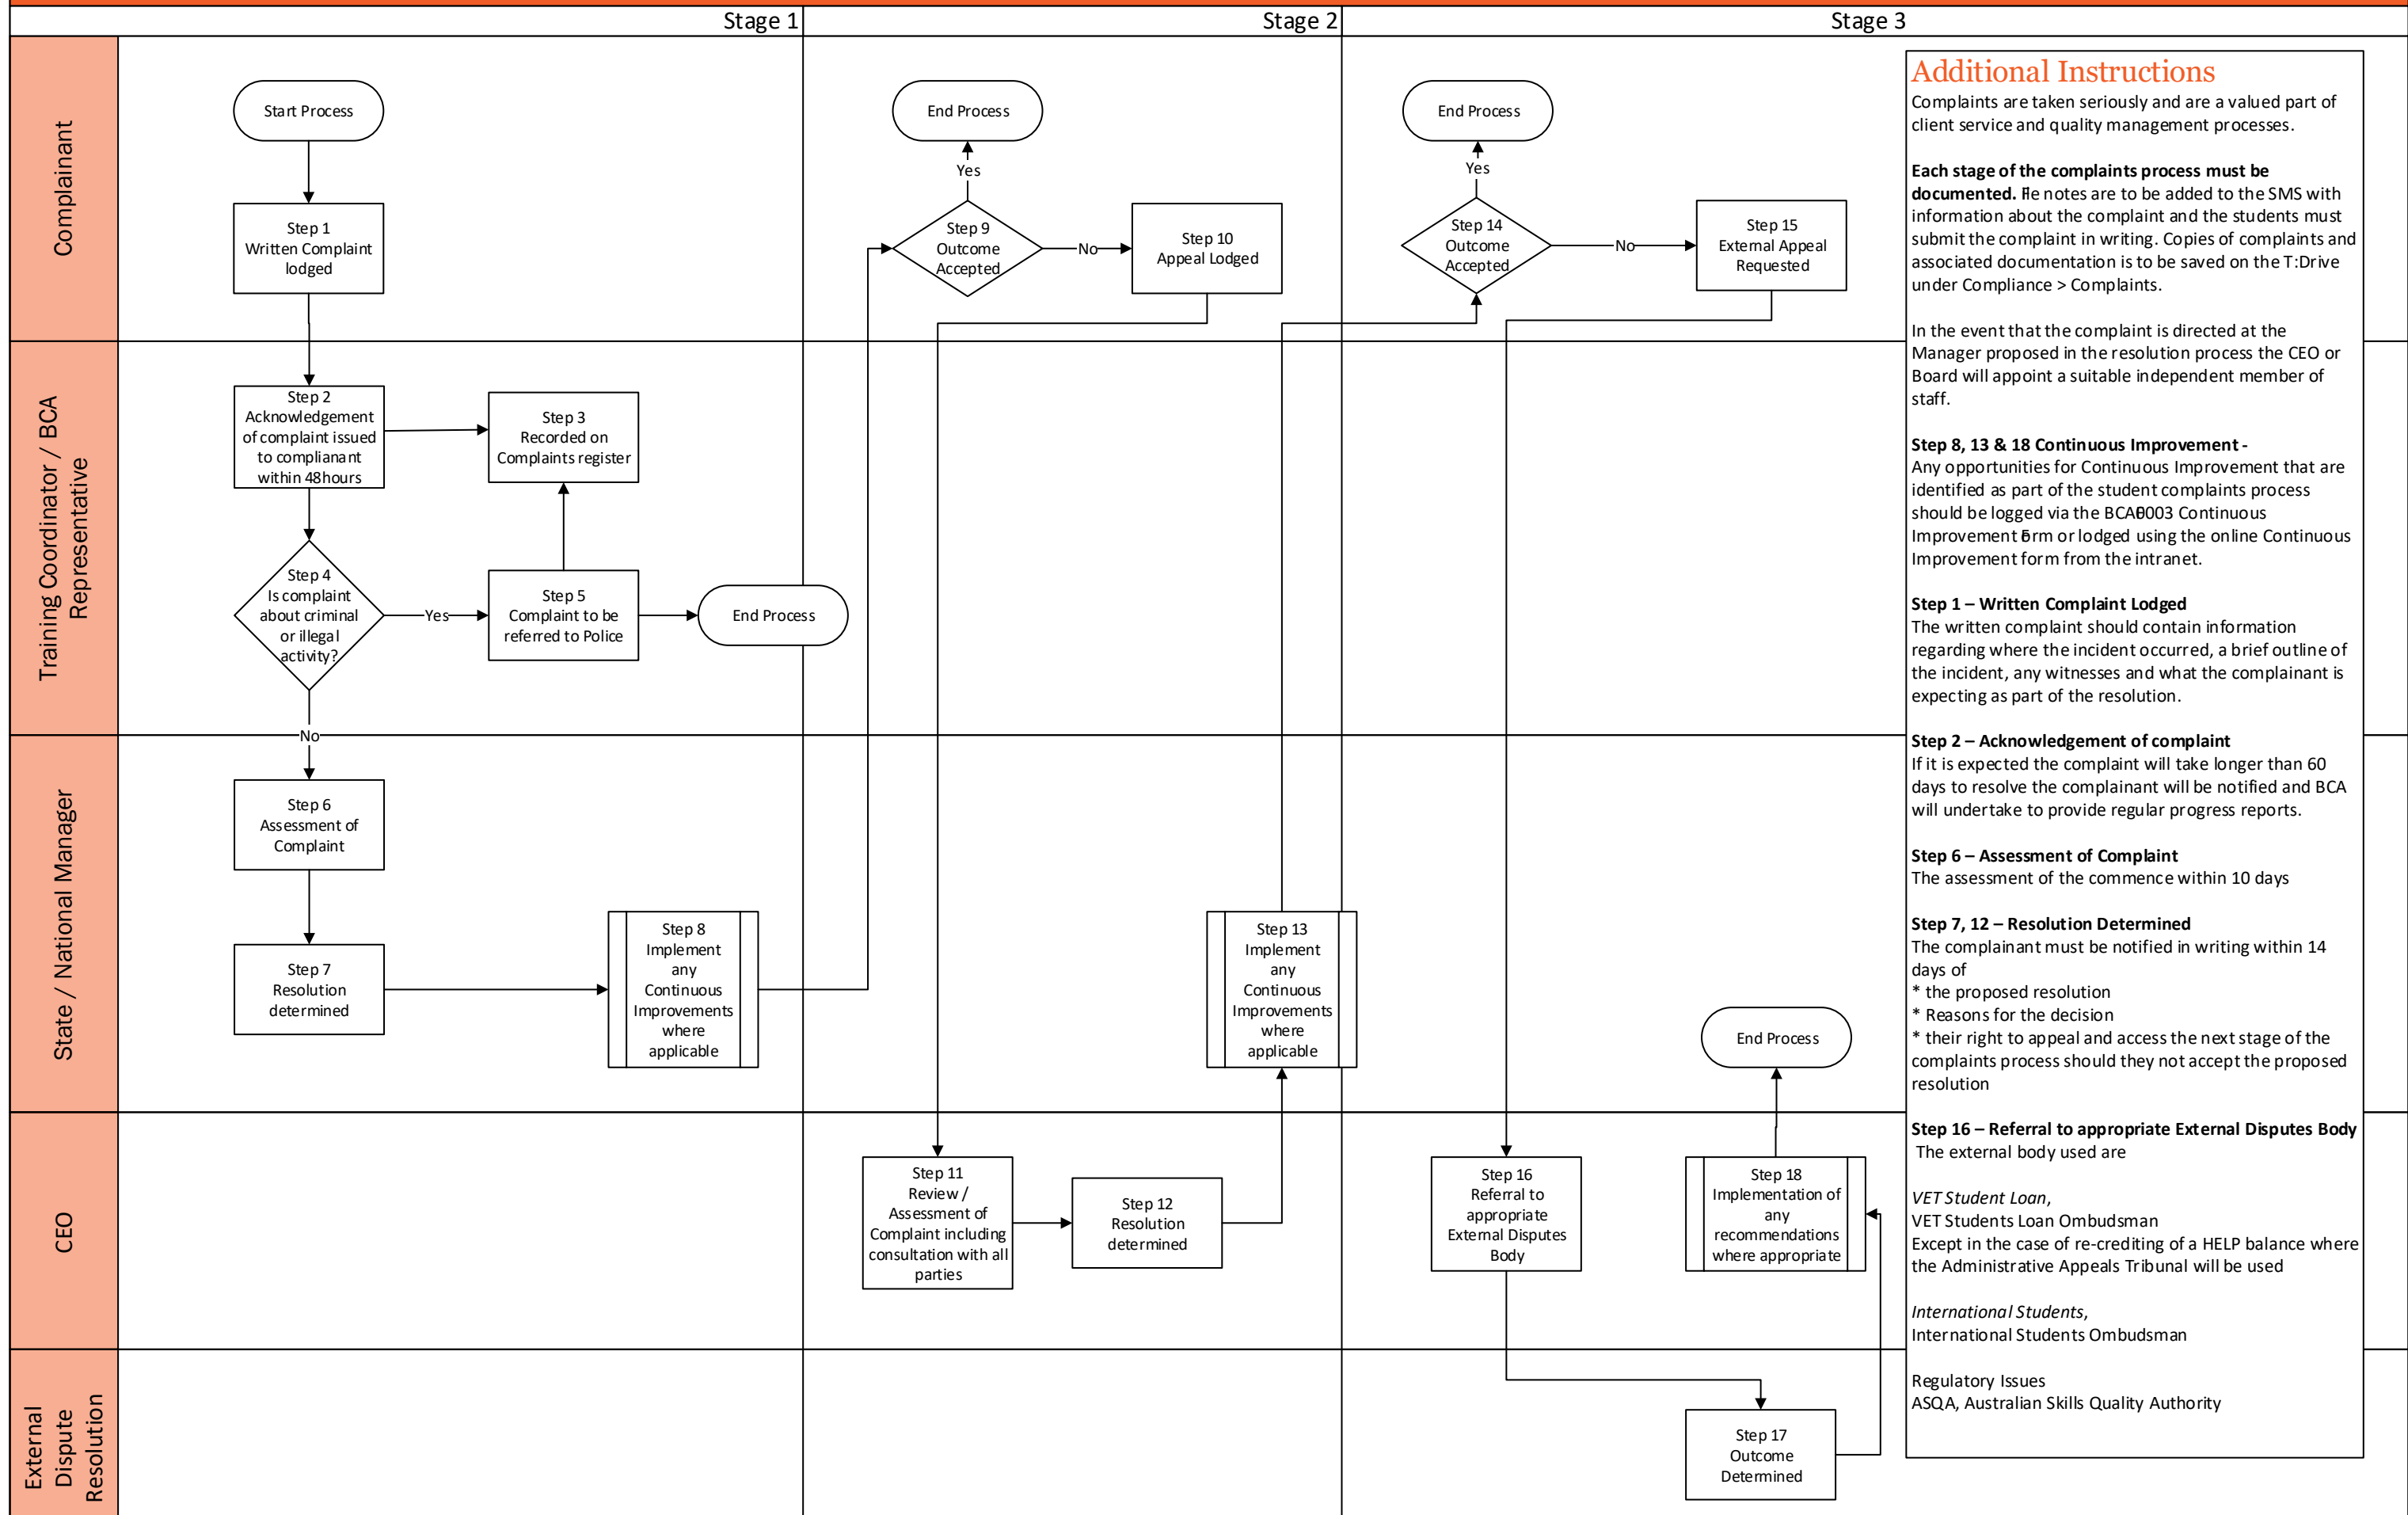 Stage 1
Stage 2
Stage 3
Complainant
Start Process
Step 1
Written Complaint
lodged
End Process
Yes
Step 9
Outcome
Accepted
No
Step 10
Appeal Lodged
End Process
Yes
Step 14
Outcome
Accepted
No
Step 15
External Appeal
Requested
Training Coordinator / BCA
Representative
Step 2
Acknowledgement
of complaint issued
to complianant
within 48hours
Step 3
Recorded on
Complaints register
Step 4
Is complaint
about criminal
or illegal
activity?
Yes
Step 5
Complaint to be
referred to Police
End Process
No
State / National Manager
Step 6
Assessment of
Complaint
Step 7
Resolution
determined
Step 8
Implement
any
Continuous
Improvements
where
applicable
Step 13
Implement
any
Continuous
Improvements
where
applicable
End Process
CEO
Step 11
Review /
Assessment of
Complaint including
consultation with all
parties
Step 12
Resolution
determined
Step 16
Referral to
appropriate
External Disputes
Body
Step 18
Implementation of
any
recommendations
where appropriate
External
Dispute
Resolution
Step 17
Outcome
Determined
Additional Instructions
Complaints are taken seriously and are a valued part of
client service and quality management processes.
Each stage of the complaints process must be
documented. notes are to be added to the SMS with
information about the complaint and the students must
submit the complaint in writing. Copies of complaints and
associated documentation is to be saved on the T:Drive
under Compliance > Complaints.
In the event that the complaint is directed at the
Manager proposed in the resolution process the CEO or
Board will appoint a suitable independent member of
staff.
Step 8, 13 & 18 Continuous Improvement -
Any opportunities for Continuous Improvement that are
identified as part of the student complaints process
should be logged via the Continuous
Improvement or lodged using the online Continuous
Improvement form from the intranet.
Step 1 – Written Complaint Lodged
The written complaint should contain information
regarding where the incident occurred, a brief outline of
the incident, any witnesses and what the complainant is
expecting as part of the resolution.
Step 2 – Acknowledgement of complaint
If it is expected the complaint will take longer than 60
days to resolve the complainant will be notified and BCA
will undertake to provide regular progress reports.
Step 6 – Assessment of Complaint
The assessment of the commence within 10 days
Step 7, 12 – Resolution Determined
The complainant must be notified in writing within 14
days of
* the proposed resolution
* Reasons for the decision
* their right to appeal and access the next stage of the
complaints process should they not accept the proposed
resolution
Step 16 – Referral to appropriate External Disputes Body
The external body used are
VET Student Loan,
VET Students Loan Ombudsman
Except in the case of re-crediting of a HELP balance where
the Administrative Appeals Tribunal will be used
International Students,
International Students Ombudsman
Regulatory Issues
ASQA, Australian Skills Quality Authority